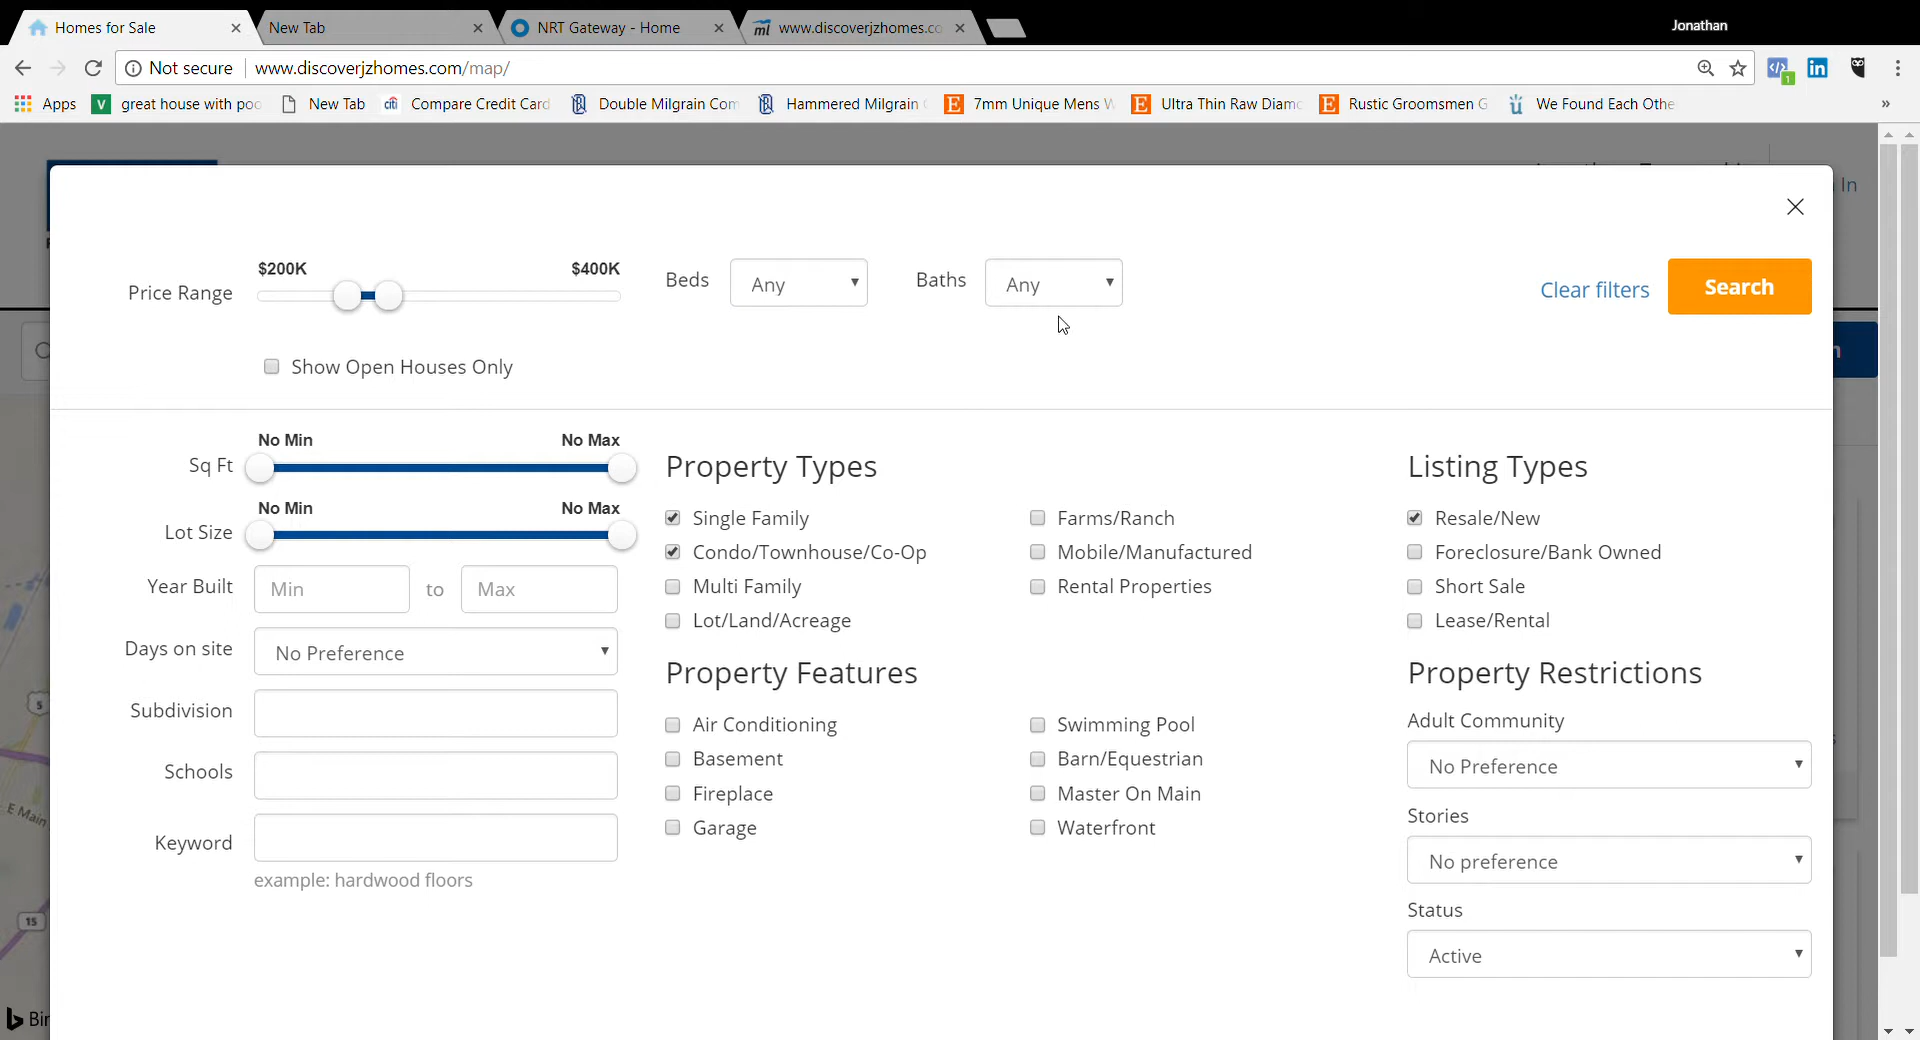 Homes for Sale
New Tab
NRT Gateway - Home
www.discoverjzhomes.cc
Jonathan
Not secure
www.discoverjzhomes.com/map/
Apps
great house with poo
New Tab
Compare Credit Card
Double Milgrain Com
Hammered Milgrain
7mm Unique Mens W
Ultra Thin Raw Diamo
Rustic Groomsmen G
We Found Each Othe
»
In
Price Range
$200K
$400K
Beds
Any
Baths
Any
Clear filters
Search
Show Open Houses Only
Sq Ft
No Min
No Max
Lot Size
No Min
No Max
Year Built
Min
to
Max
Days on site
No Preference
Subdivision
Schools
Keyword
example: hardwood floors
Property Types
Single Family
Condo/Townhouse/Co-Op
Multi Family
Lot/Land/Acreage
Farms/Ranch
Mobile/Manufactured
Rental Properties
Property Features
Air Conditioning
Basement
Fireplace
Garage
Swimming Pool
Barn/Equestrian
Master On Main
Waterfront
Listing Types
Resale/New
Foreclosure/Bank Owned
Short Sale
Lease/Rental
Property Restrictions
Adult Community
No Preference
Stories
No preference
Status
Active
5
E Main
15
Bin